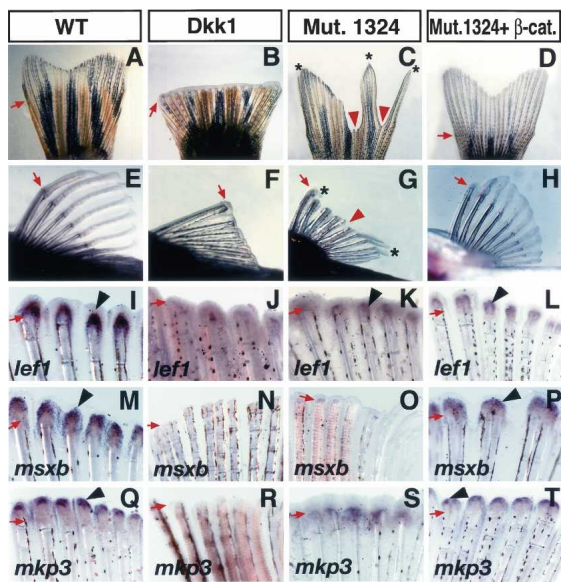 WT Dkk1 Mut. 1324 Mut.1324+ β-cat.
A B C D
* * *
E F G H
* *
I J K L
lef1 lef1 lef1 lef1
M N O P
msxb msxb msxb msxb
Q R S T
mkp3 mkp3 mkp3 mkp3